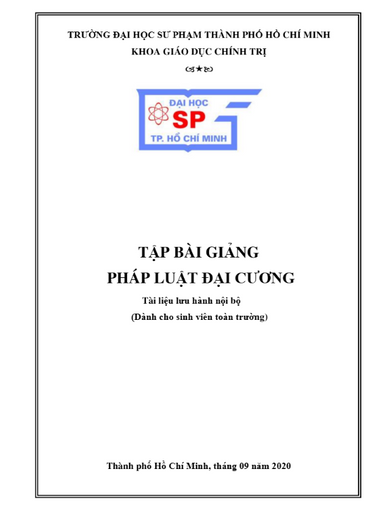 TRƯỜNG ĐẠI HỌC SƯ PHẠM THÀNH PHỐ HỒ CHÍ MINH
KHOA GIÁO DỤC CHÍNH TRỊ
ĐẠI HỌC
SP
TP. HỒ CHÍ MINH
TẬP BÀI GIẢNG
PHÁP LUẬT ĐẠI CƯƠNG
Tài liệu lưu hành nội bộ
(Dành cho sinh viên toàn trường)
Thành phố Hồ Chí Minh, tháng 09 năm 2020